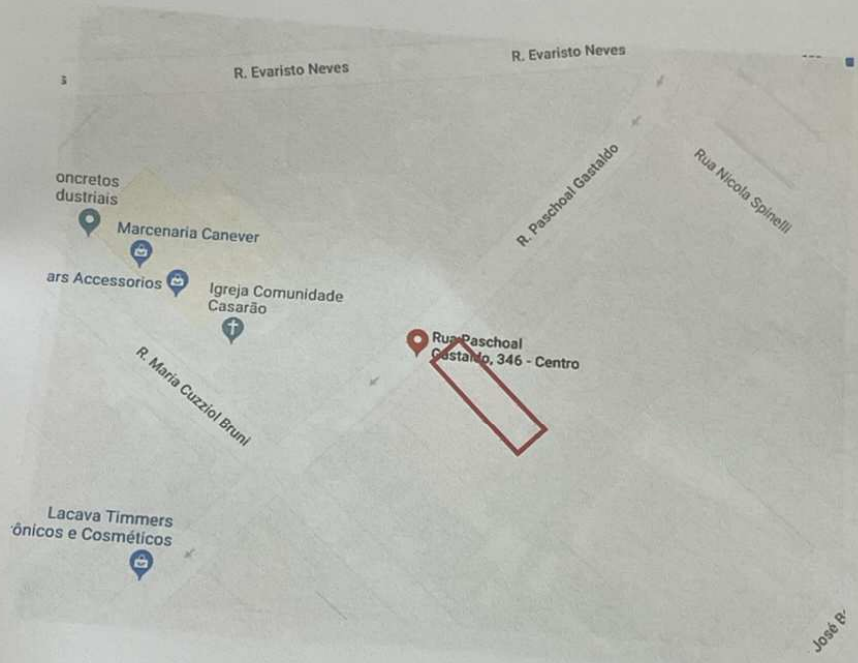 R. Evaristo Neves
R. Evaristo Neves
R. Paschoal Gastaldo
Rua Nicola Spinelli
oncretos
dustriais
Marcenaria Canever
ars Accessorios
Igreja Comunidade
Casarão
Rua Paschoal
Gastaldo, 346 - Centro
R. Maria Cuzziol Bruni
Lacava Timmers
ônicos e Cosméticos
José